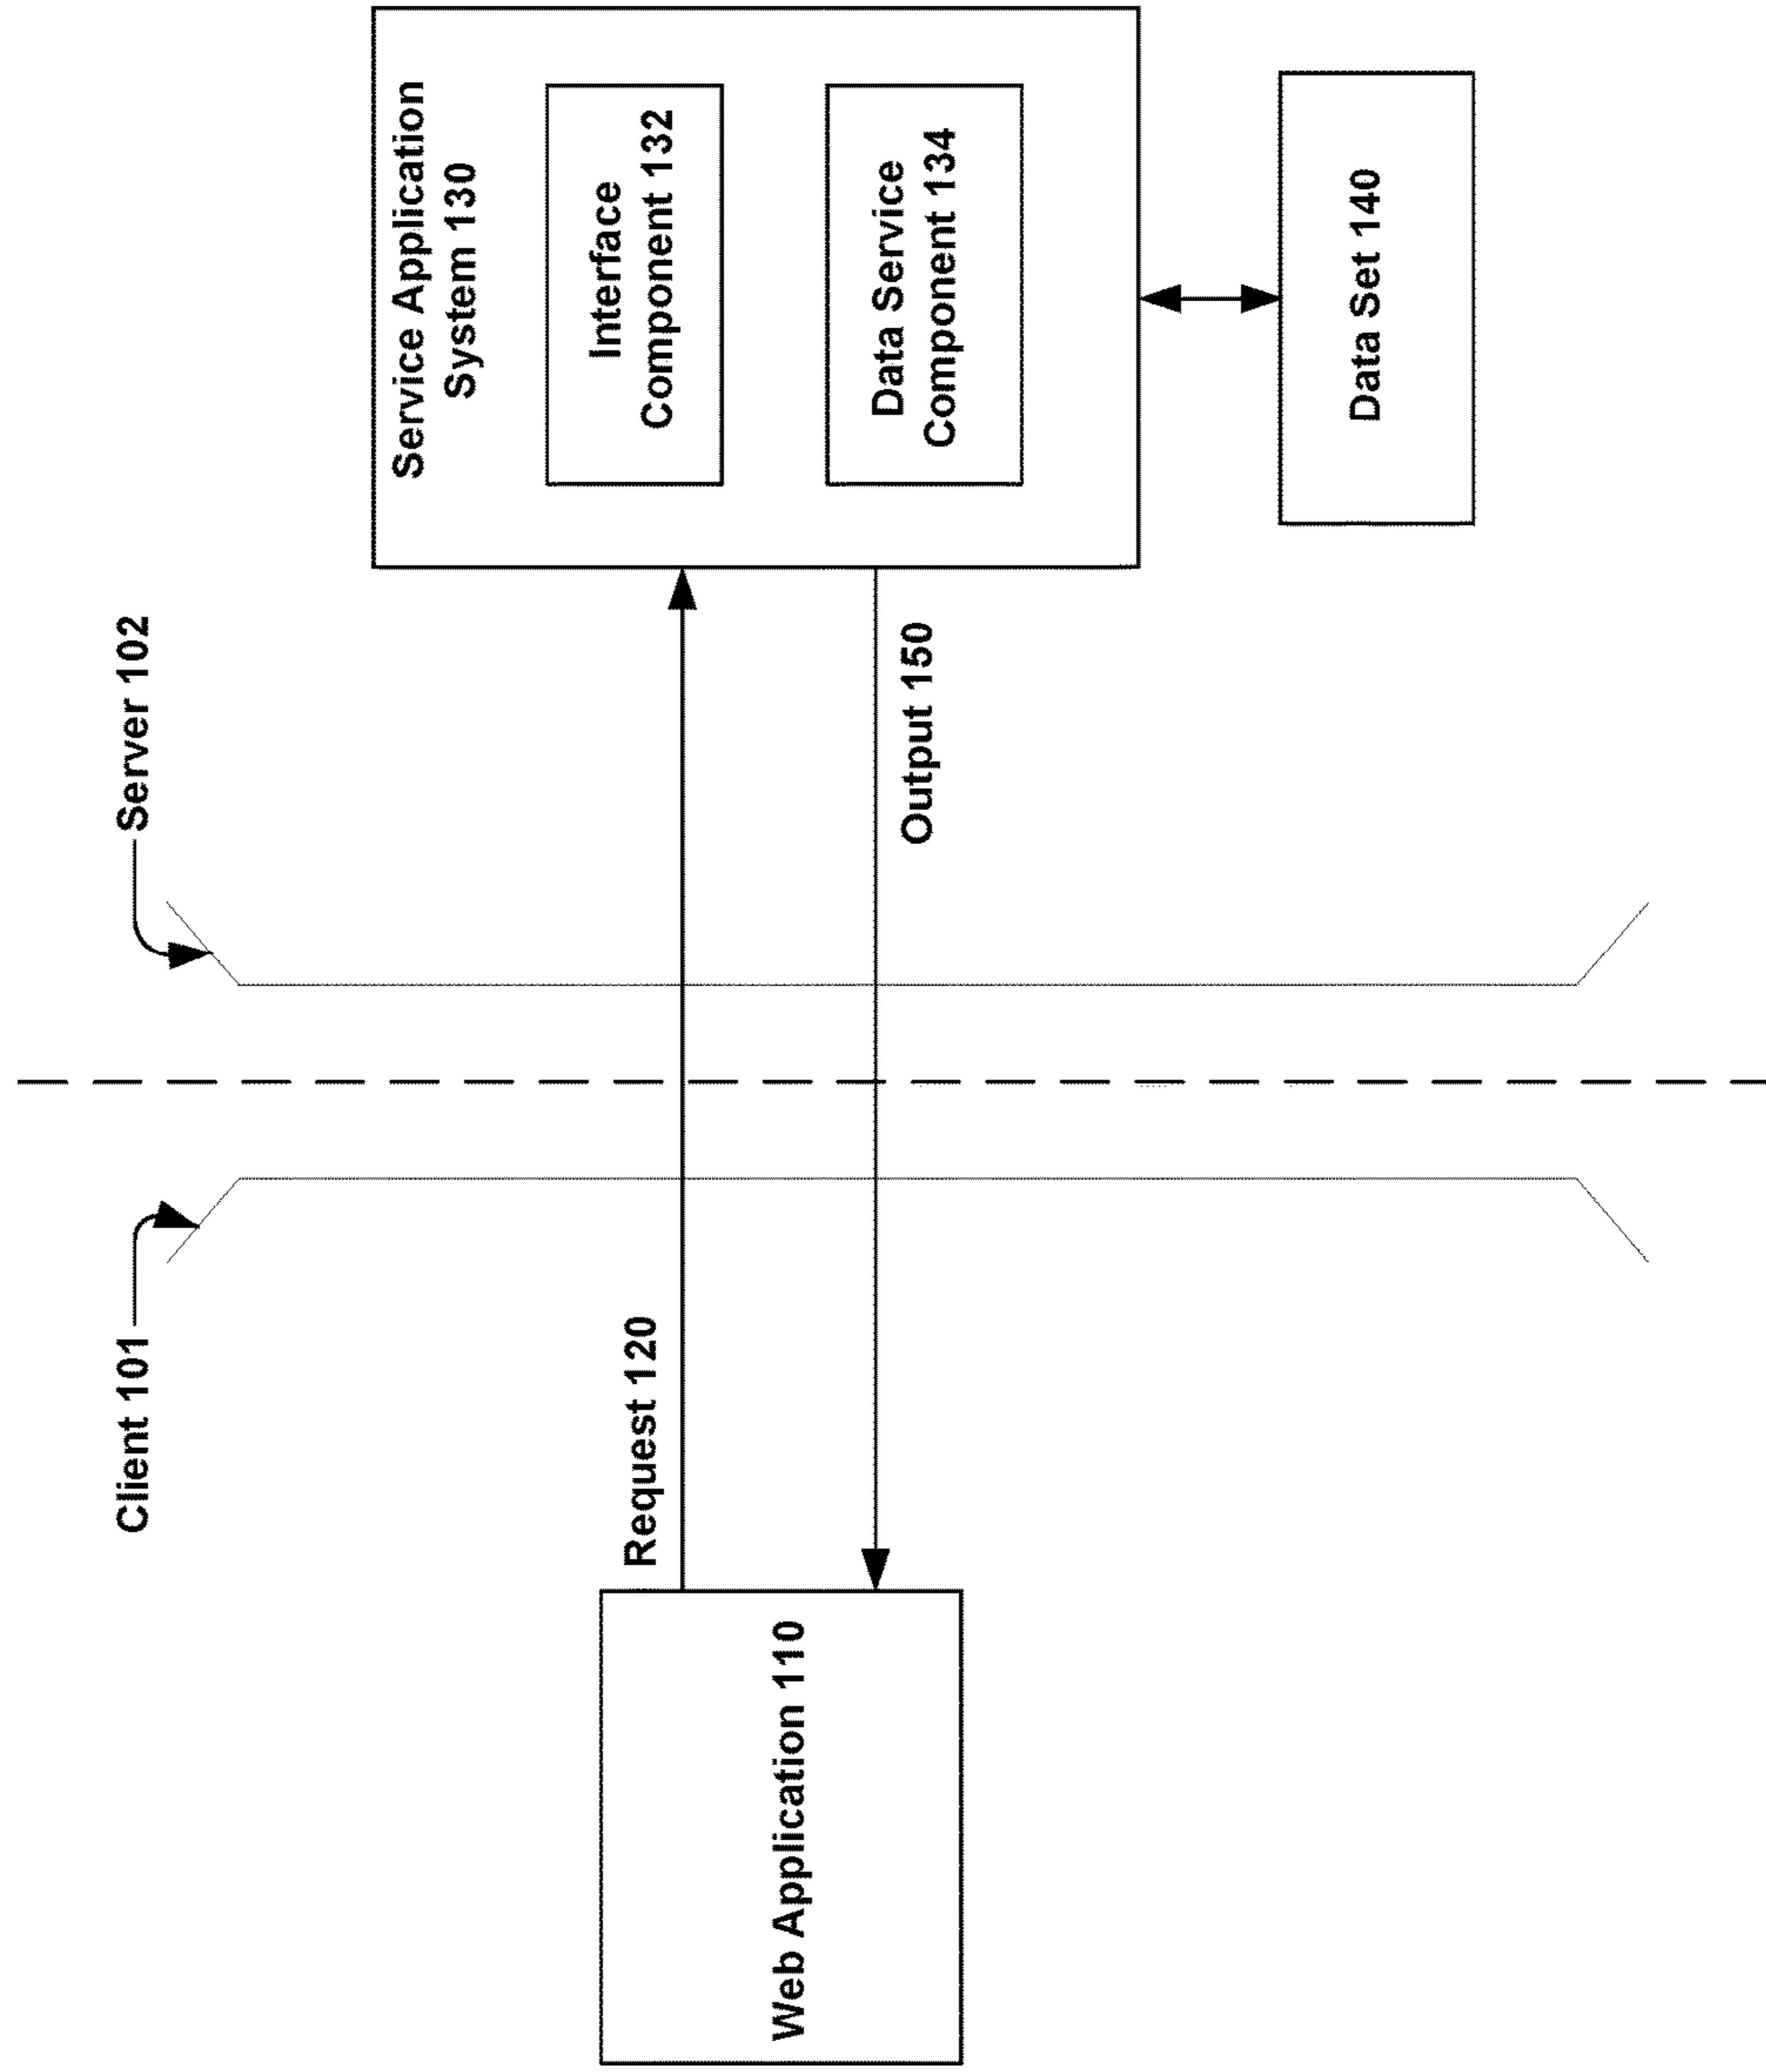 Client 101
Server 102
Service Application
System 130
Interface
Component 132
Data Service
Component 134
Request 120
Output 150
Web Application 110
Data Set 140